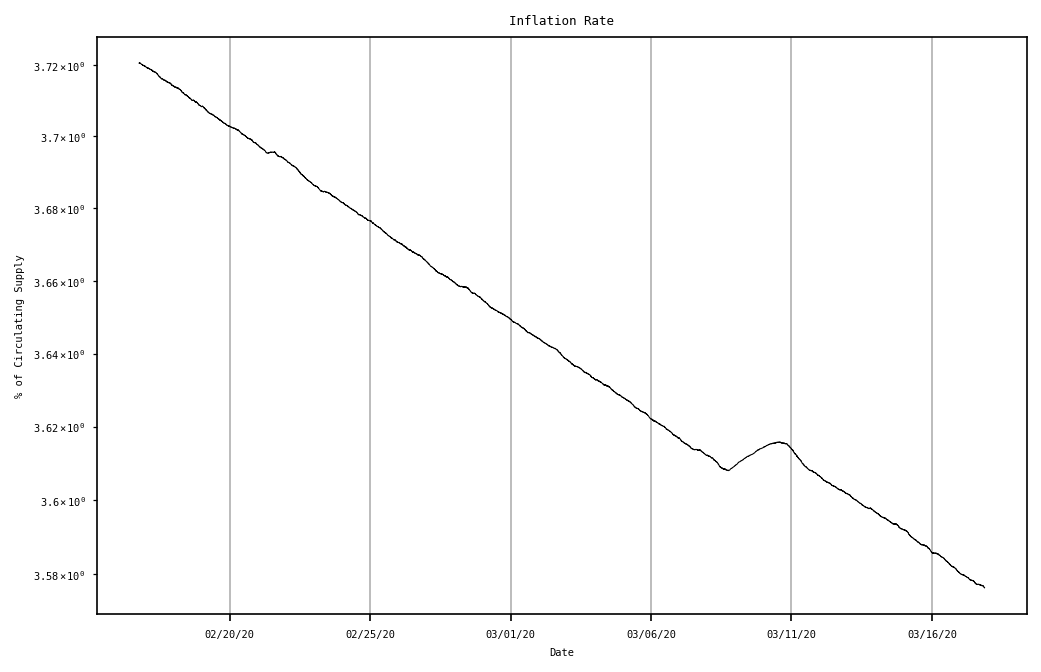 Inflation Rate
3.72×10⁰
3.7×10⁰
3.68×10⁰
3.66×10⁰
3.64×10⁰
3.62×10⁰
3.6×10⁰
3.58×10⁰
% of Circulating Supply
02/20/20 02/25/20 03/01/20 03/06/20 03/11/20 03/16/20
Date